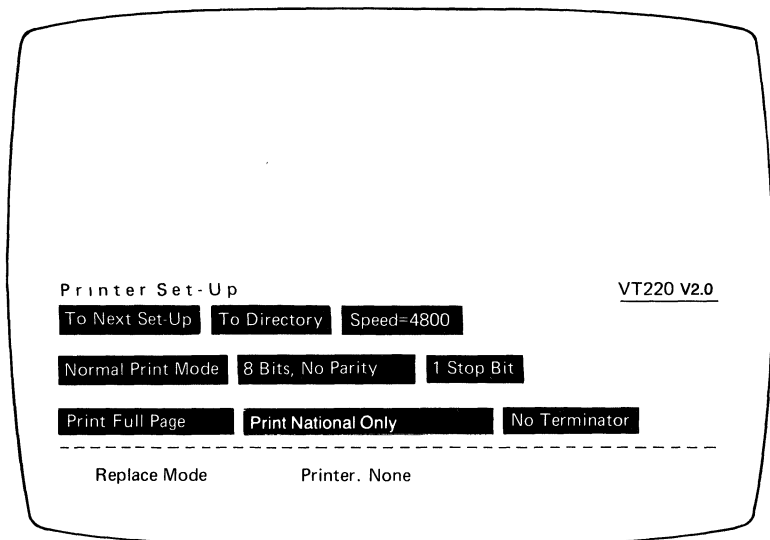 Printer Set-Up VT220 V2.0
To Next Set-Up To Directory Speed=4800
Normal Print Mode 8 Bits, No Parity 1 Stop Bit
Print Full Page Print National Only No Terminator
Replace Mode Printer. None